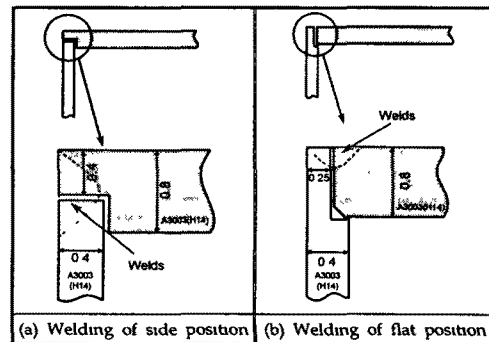 Welds
0.4
0.8
A3003(H14)
Welds
0 4
A3003
(H14)
(a) Welding of side position
Welds
0 25
0.8
A3003(H14)
0 4
A3003
(H14)
(b) Welding of flat position